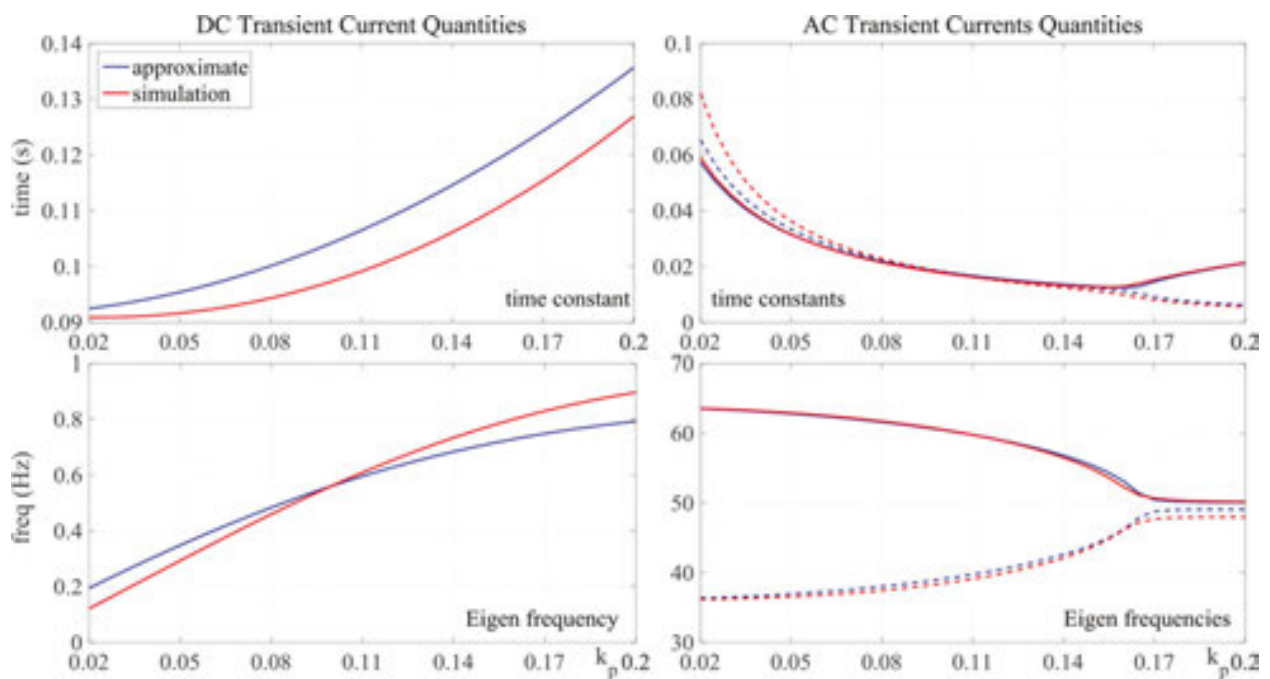 DC Transient Current Quantities
AC Transient Currents Quantities
0.14
0.13
0.12
0.11
0.1
0.09
time (s)
approximate
simulation
time constant
0.02 0.05 0.08 0.11 0.14 0.17 0.2
0.1
0.08
0.06
0.04
0.02
0
time constants
0.02 0.05 0.08 0.11 0.14 0.17 0.2
1
0.8
0.6
0.4
0.2
0
freq (Hz)
Eigen frequency
0.02 0.05 0.08 0.11 0.14 0.17 kp 0.2
70
60
50
40
30
Eigen frequencies
0.02 0.05 0.08 0.11 0.14 0.17 kp 0.2